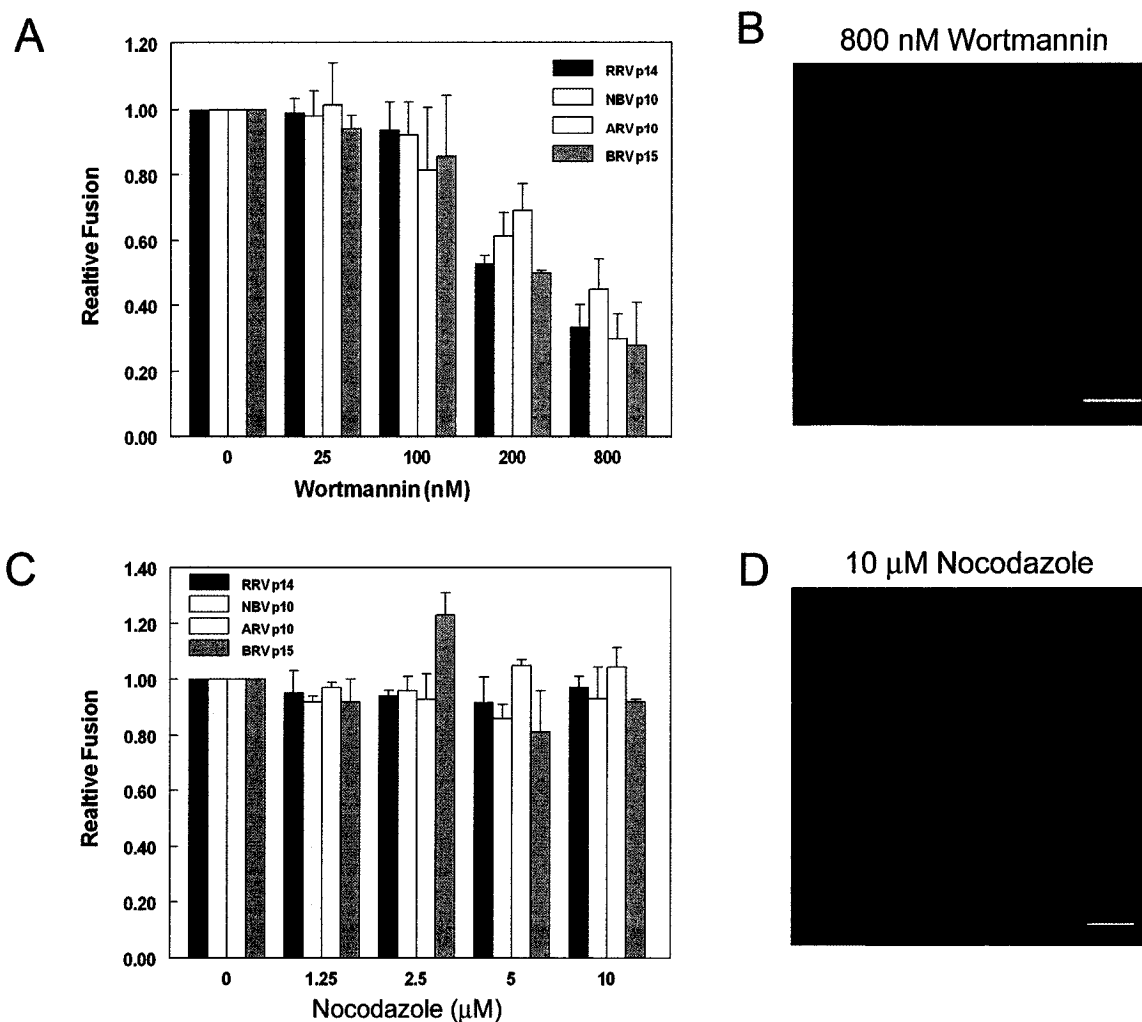 A
1.20
1.00
0.80
0.60
0.40
0.20
0.00
Realtive Fusion
RRV p14
NBV p10
ARV p10
BRV p15
0 25 100 200 800
Wortmannin (nM)
B
800 nM Wortmannin
C
1.40
1.20
1.00
0.80
0.60
0.40
0.20
0.00
Realtive Fusion
RRV p14
NBV p10
ARV p10
BRV p15
0 1.25 2.5 5 10
Nocodazole (μM)
D
10 μM Nocodazole